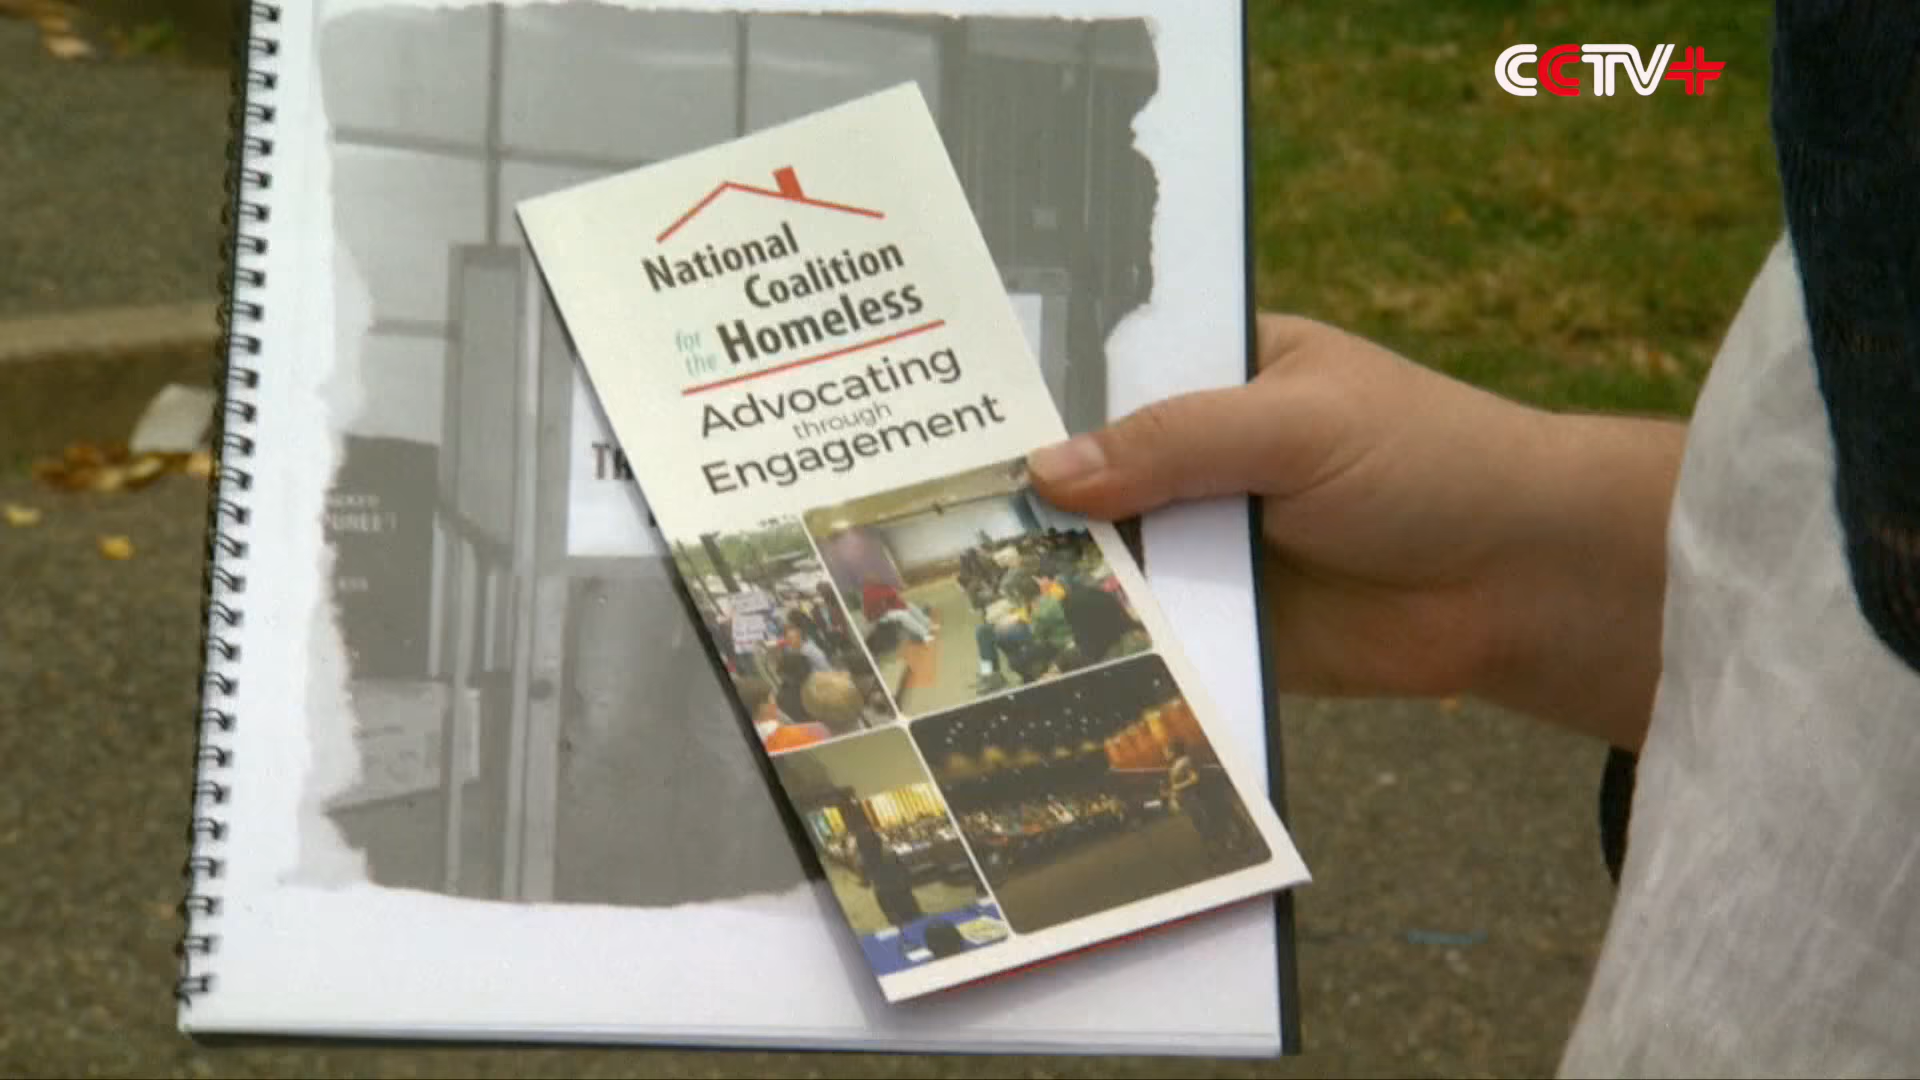 CCTV+
National
Coalition
for the Homeless
Advocating
through
Engagement